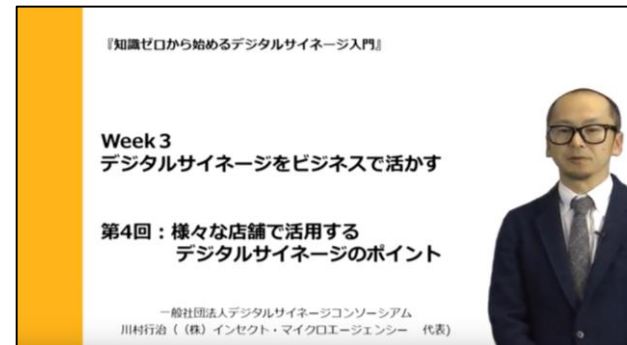 『知識ゼロから始めるデジタルサイネージ入門』
Week３
デジタルサイネージをビジネスで活かす
第4回：様々な店舗で活用する
デジタルサイネージのポイント
一般社団法人デジタルサイネージコンソーシアム
川村行治（（株）インセクト・マイクロエージェンシー　代表)